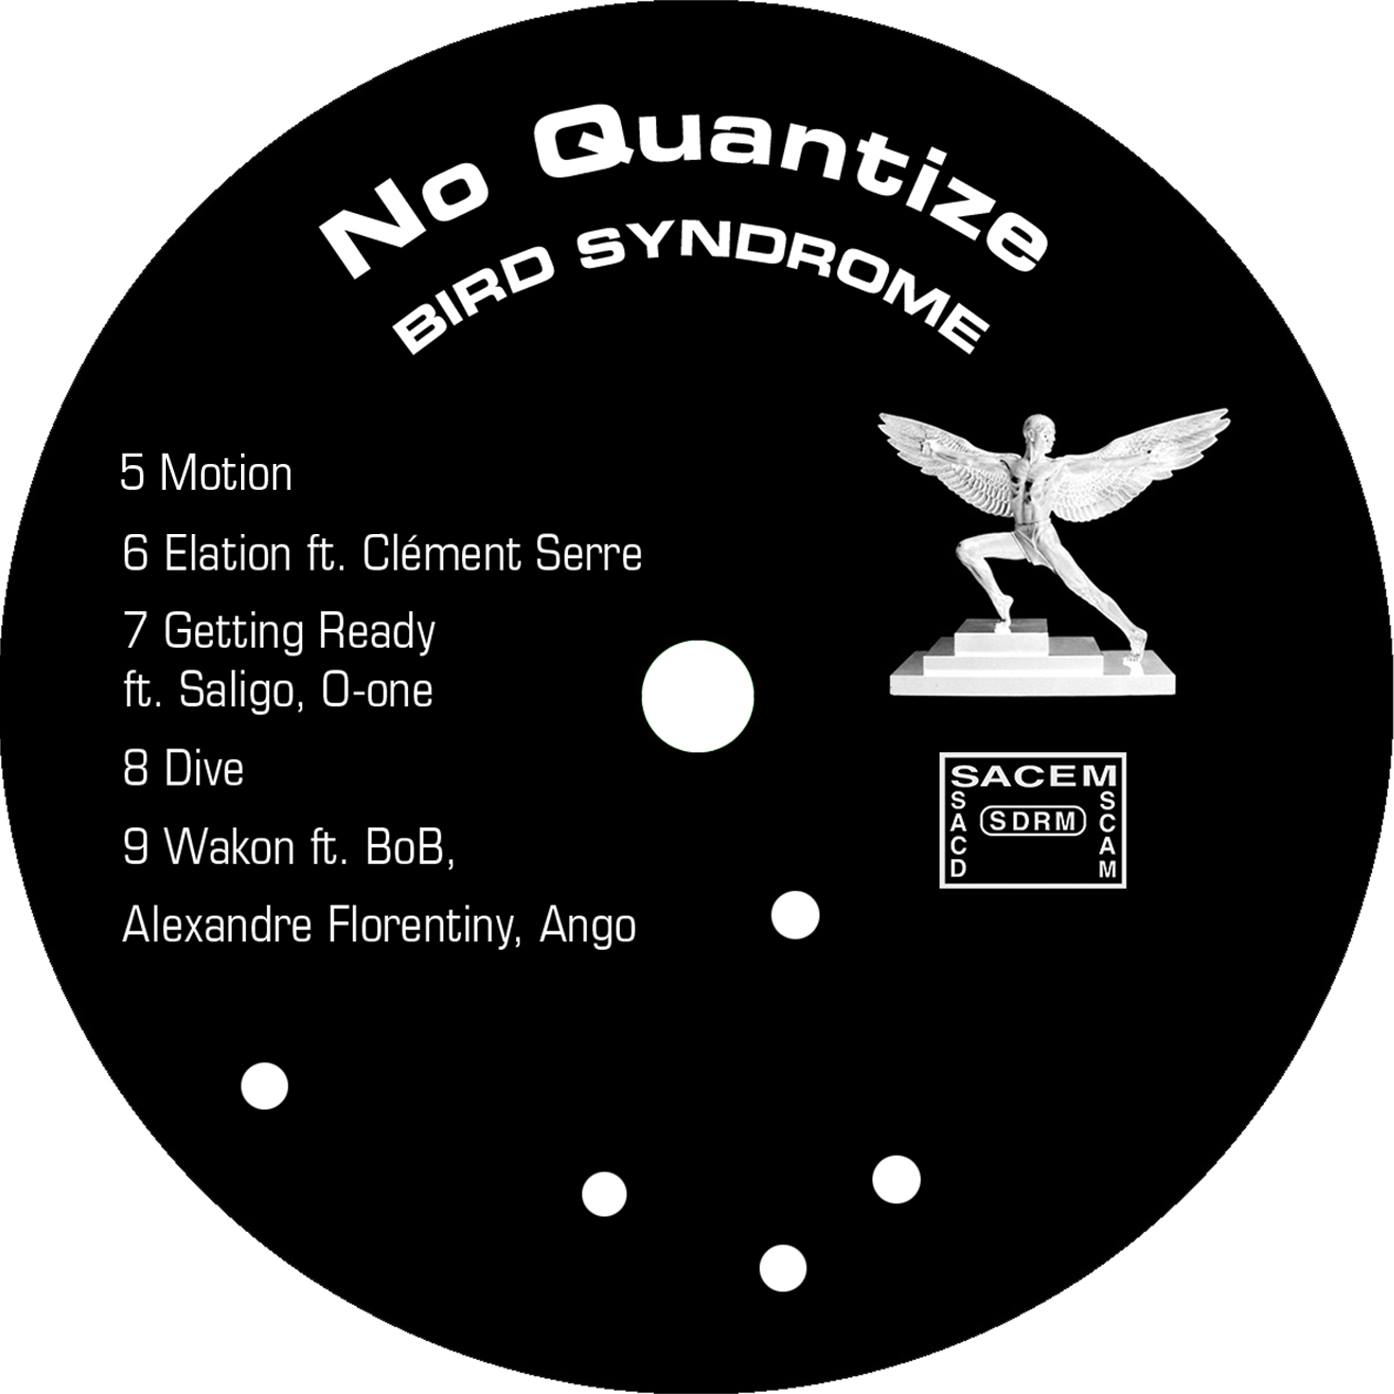 No Quantize
BIRD SYNDROME
5 Motion
6 Elation ft. Clément Serre
7 Getting Ready
ft. Saligo, O-one
8 Dive
9 Wakon ft. BoB,
Alexandre Florentiny, Ango
SACEM
SACD
SDRM
SCAM